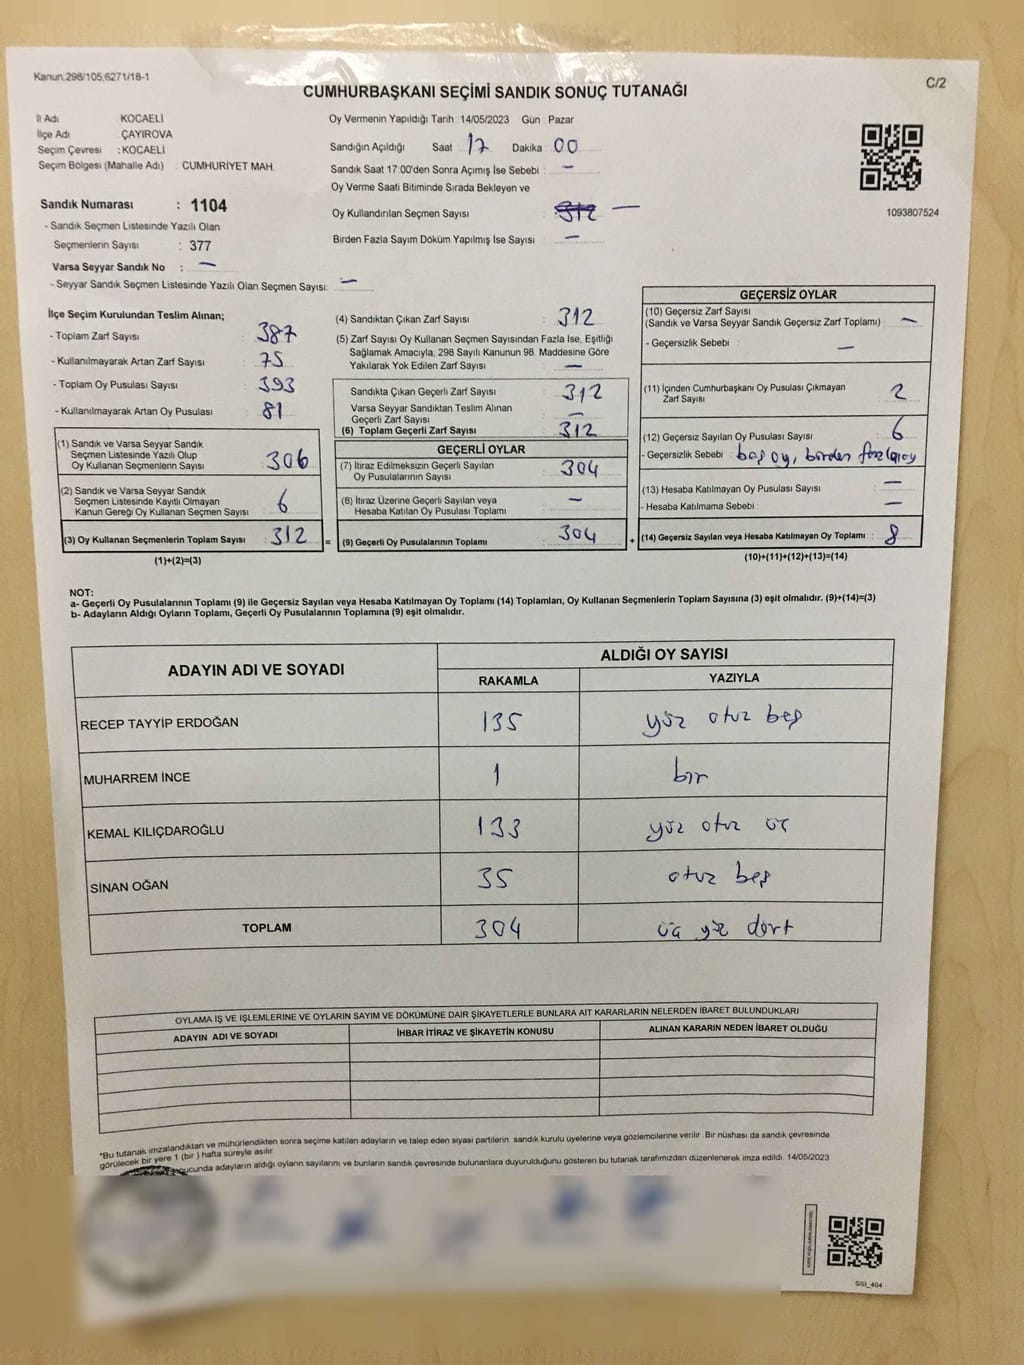 Kanun.298/105,6271/18-1
C/2
CUMHURBAŞKANI SEÇİMİ SANDIK SONUÇ TUTANAĞI
İl Adı KOCAELİ
İlçe Adı ÇAYIROVA
Seçim Çevresi : KOCAELİ
Seçim Bölgesi (Mahalle Adı) : CUMHURİYET MAH.
Sandık Numarası : 1104
- Sandık Seçmen Listesinde Yazılı Olan
Seçmenlerin Sayısı : 377
Varsa Seyyar Sandık No : —
- Seyyar Sandık Seçmen Listesinde Yazılı Olan Seçmen Sayısı: —
Oy Vermenin Yapıldığı Tarih : 14/05/2023 Gün : Pazar
Sandığın Açıldığı Saat 17 Dakika 00
Sandık Saat 17:00'den Sonra Açımış İse Sebebi : —
Oy Verme Saati Bitiminde Sırada Bekleyen ve
Oy Kullandırılan Seçmen Sayısı 312 —
Birden Fazla Sayım Döküm Yapılmış İse Sayısı : —
1093807524
İlçe Seçim Kurulundan Teslim Alınan;
- Toplam Zarf Sayısı : 387
- Kullanılmayarak Artan Zarf Sayısı : 75
- Toplam Oy Pusulası Sayısı : 393
- Kullanılmayarak Artan Oy Pusulası : 81
(1) Sandık ve Varsa Seyyar Sandık
Seçmen Listesinde Yazılı Olup
Oy Kullanan Seçmenlerin Sayısı : 306
(2) Sandık ve Varsa Seyyar Sandık
Seçmen Listesinde Kayıtlı Olmayan
Kanun Gereği Oy Kullanan Seçmen Sayısı : 6
(3) Oy Kullanan Seçmenlerin Toplam Sayısı : 312 =
(1)+(2)=(3)
(4) Sandıktan Çıkan Zarf Sayısı : 312
(5) Zarf Sayısı Oy Kullanan Seçmen Sayısından Fazla İse, Eşitliği
Sağlamak Amacıyla, 298 Sayılı Kanunun 98. Maddesine Göre
Yakılarak Yok Edilen Zarf Sayısı : —
Sandıkta Çıkan Geçerli Zarf Sayısı : 312
Varsa Seyyar Sandıktan Teslim Alınan
Geçerli Zarf Sayısı : —
(6) Toplam Geçerli Zarf Sayısı : 312
GEÇERLİ OYLAR
(7) İtiraz Edilmeksizin Geçerli Sayılan
Oy Pusulalarının Sayısı : 304
(8) İtiraz Üzerine Geçerli Sayılan veya
Hesaba Katılan Oy Pusulası Toplamı : —
(9) Geçerli Oy Pusulalarının Toplamı : 304 +
GEÇERSİZ OYLAR
(10) Geçersiz Zarf Sayısı
(Sandık ve Varsa Seyyar Sandık Geçersiz Zarf Toplamı) : —
- Geçersizlik Sebebi : —
(11) İçinden Cumhurbaşkanı Oy Pusulası Çıkmayan
Zarf Sayısı : 2
(12) Geçersiz Sayılan Oy Pusulası Sayısı : 6
- Geçersizlik Sebebi : boş oy, birden fazla oy
(13) Hesaba Katılmayan Oy Pusulası Sayısı : —
- Hesaba Katılmama Sebebi : —
(14) Geçersiz Sayılan veya Hesaba Katılmayan Oy Toplamı : 8
(10)+(11)+(12)+(13)=(14)
NOT:
a- Geçerli Oy Pusulalarının Toplamı (9) ile Geçersiz Sayılan veya Hesaba Katılmayan Oy Toplamı (14) Toplamları, Oy Kullanan Seçmenlerin Toplam Sayısına (3) eşit olmalıdır. (9)+(14)=(3)
b- Adayların Aldığı Oyların Toplamı, Geçerli Oy Pusulalarının Toplamına (9) eşit olmalıdır.
ADAYIN ADI VE SOYADI ALDIĞI OY SAYISI
RAKAMLA YAZIYLA
RECEP TAYYİP ERDOĞAN 135 yüz otuz beş
MUHARREM İNCE 1 bir
KEMAL KILIÇDAROĞLU 133 yüz otuz üç
SİNAN OĞAN 35 otuz beş
TOPLAM 304 üç yüz dört
OYLAMA İŞ VE İŞLEMLERİNE VE OYLARIN SAYIM VE DÖKÜMÜNE DAİR ŞİKAYETLERLE BUNLARA AİT KARARLARIN NELERDEN İBARET BULUNDUKLARI
ADAYIN ADI VE SOYADI İHBAR İTİRAZ VE ŞİKAYETİN KONUSU ALINAN KARARIN NEDEN İBARET OLDUĞU
*Bu tutanak imzalandıktan ve mühürlendikten sonra seçime katılan adayların ve talep eden siyasi partilerin sandık kurulu üyelerine veya gözlemcilerine verilir. Bir nüshası da sandık çevresinde
görülecek bir yere 1 (bir) hafta süreyle asılır.
ucunda adayların aldığı oyların sayılarını ve bunların sandık çevresinde bulunanlara duyurulduğunu gösteren bu tutanak tarafımızdan düzenlenerek imza edildi. 14/05/2023
SSI_404